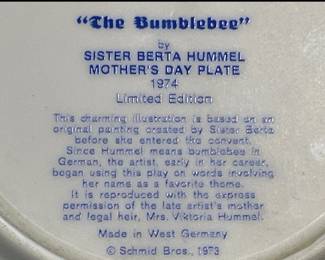 "The Bumblebee"
by
SISTER BERTA HUMMEL
MOTHER'S DAY PLATE
1974
Limited Edition
This charming illustration is based on an
original painting created by Sister Berta
before she entered the convent.
Since Hummel means bumblebee in
German, the artist, early in her career,
began using this play on words involving
her name as a favorite theme.
It is reproduced with the express
permission of the late artist's mother
and legal heir, Mrs. Viktoria Hummel.
Made in West Germany
© Schmid Bros., 1973